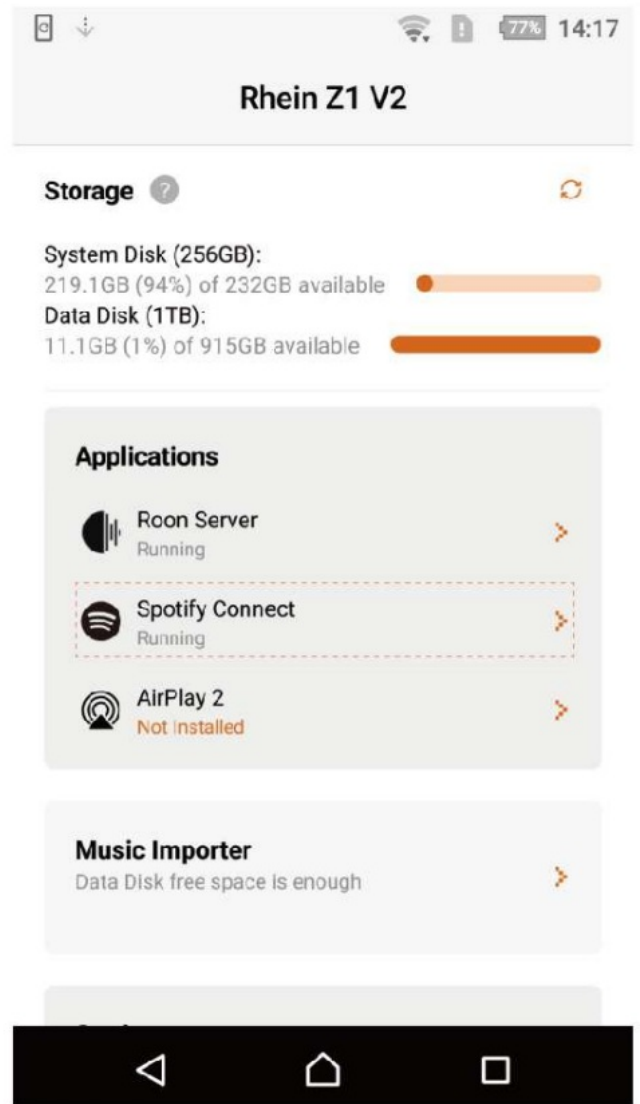 77% 14:17
Rhein Z1 V2
Storage ?
System Disk (256GB):
219.1GB (94%) of 232GB available
Data Disk (1TB):
11.1GB (1%) of 915GB available
Applications
Roon Server
Running
Spotify Connect
Running
AirPlay 2
Not Installed
Music Importer
Data Disk free space is enough